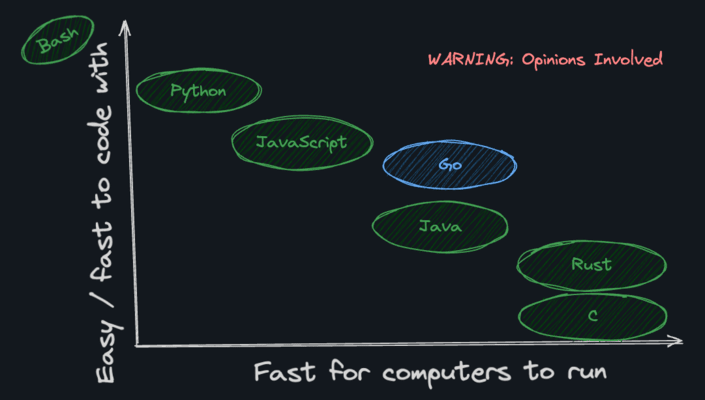 Bash
WARNING: Opinions Involved
Python
JavaScript
Go
Java
Rust
C
Easy / fast to code with
Fast for computers to run